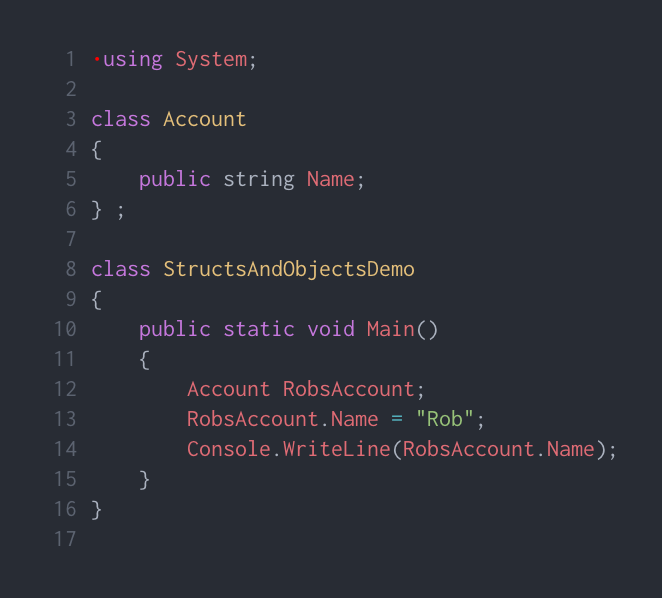 1 ·using System;
2
3 class Account
4 {
5     public string Name;
6 } ;
7
8 class StructsAndObjectsDemo
9 {
10     public static void Main()
11     {
12         Account RobsAccount;
13         RobsAccount.Name = "Rob";
14         Console.WriteLine(RobsAccount.Name);
15     }
16 }
17